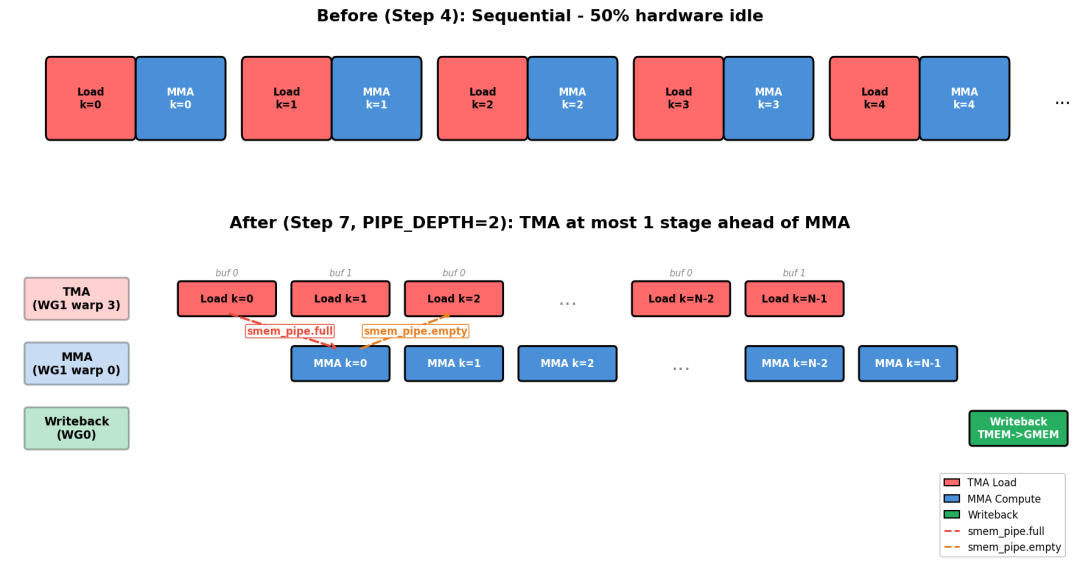 Before (Step 4): Sequential - 50% hardware idle
Load
k=0
MMA
k=0
Load
k=1
MMA
k=1
Load
k=2
MMA
k=2
Load
k=3
MMA
k=3
Load
k=4
MMA
k=4
...
After (Step 7, PIPE_DEPTH=2): TMA at most 1 stage ahead of MMA
buf 0
buf 1
buf 0
buf 0
buf 1
TMA
(WG1 warp 3)
Load k=0
Load k=1
Load k=2
...
Load k=N-2
Load k=N-1
smem_pipe.full
smem_pipe.empty
MMA
(WG1 warp 0)
MMA k=0
MMA k=1
MMA k=2
...
MMA k=N-2
MMA k=N-1
Writeback
(WG0)
Writeback
TMEM->GMEM
TMA Load
MMA Compute
Writeback
smem_pipe.full
smem_pipe.empty